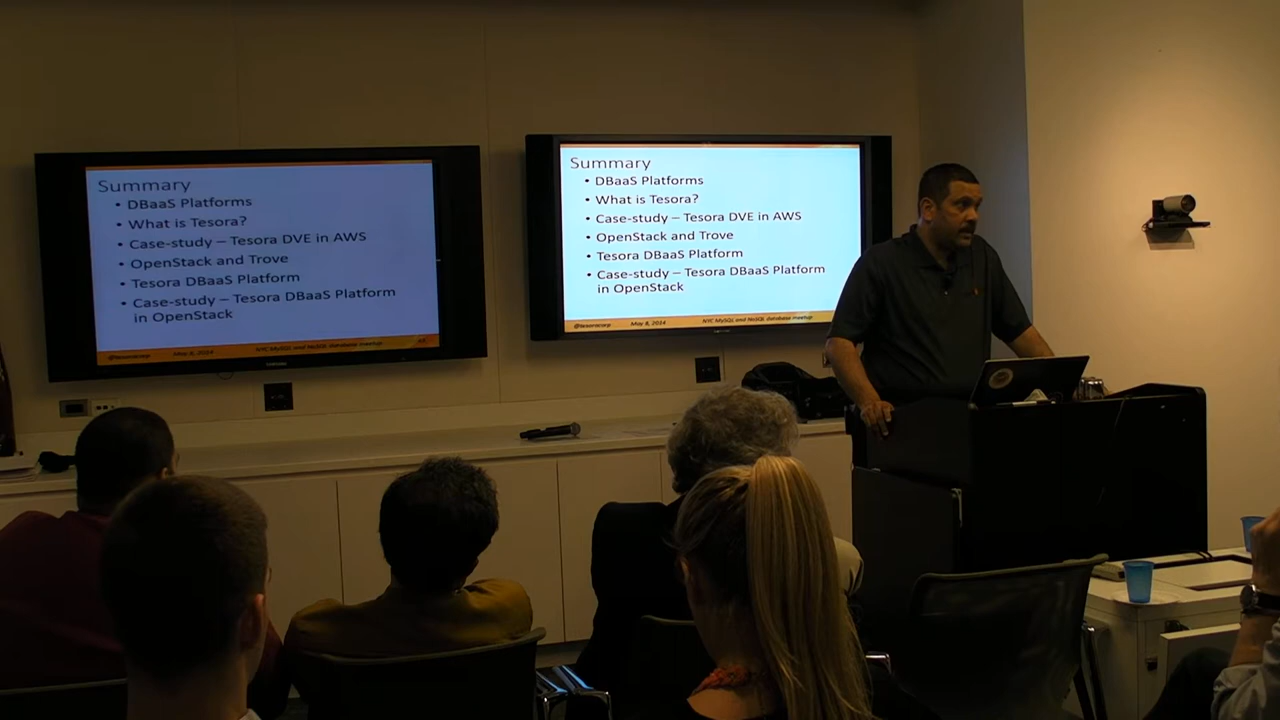 Summary
• DBaaS Platforms
• What is Tesora?
• Case-study – Tesora DVE in AWS
• OpenStack and Trove
• Tesora DBaaS Platform
• Case-study – Tesora DBaaS Platform
in OpenStack
@tesoracorp May 8, 2014 NYC MySQL and NoSQL database meetup
Summary
• DBaaS Platforms
• What is Tesora?
• Case-study – Tesora DVE in AWS
• OpenStack and Trove
• Tesora DBaaS Platform
• Case-study – Tesora DBaaS Platform
in OpenStack
@tesoracorp May 8, 2014 NYC MySQL and NoSQL database meetup